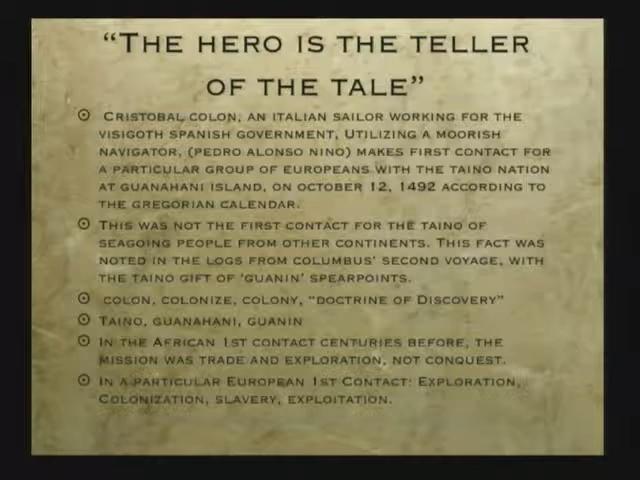 “The hero is the teller
of the tale”
Cristobal Colon, an Italian sailor working for the
Visigoth Spanish government, Utilizing a Moorish
navigator, (Pedro Alonso Nino) makes first contact for
a particular group of Europeans with the Taino Nation
at Guanahani Island, on October 12, 1492 according to
the Gregorian calendar.
This was not the first contact for the Taino of
seagoing people from other continents. This fact was
noted in the logs from Columbus’ second voyage, with
the Taino gift of ‘guanin’ spearpoints.
colon, colonize, colony, “doctrine of Discovery”
Taino, guanahani, guanin
In the African 1st contact centuries before, the
mission was trade and exploration, not conquest.
In a particular European 1st Contact: Exploration,
Colonization, slavery, exploitation.